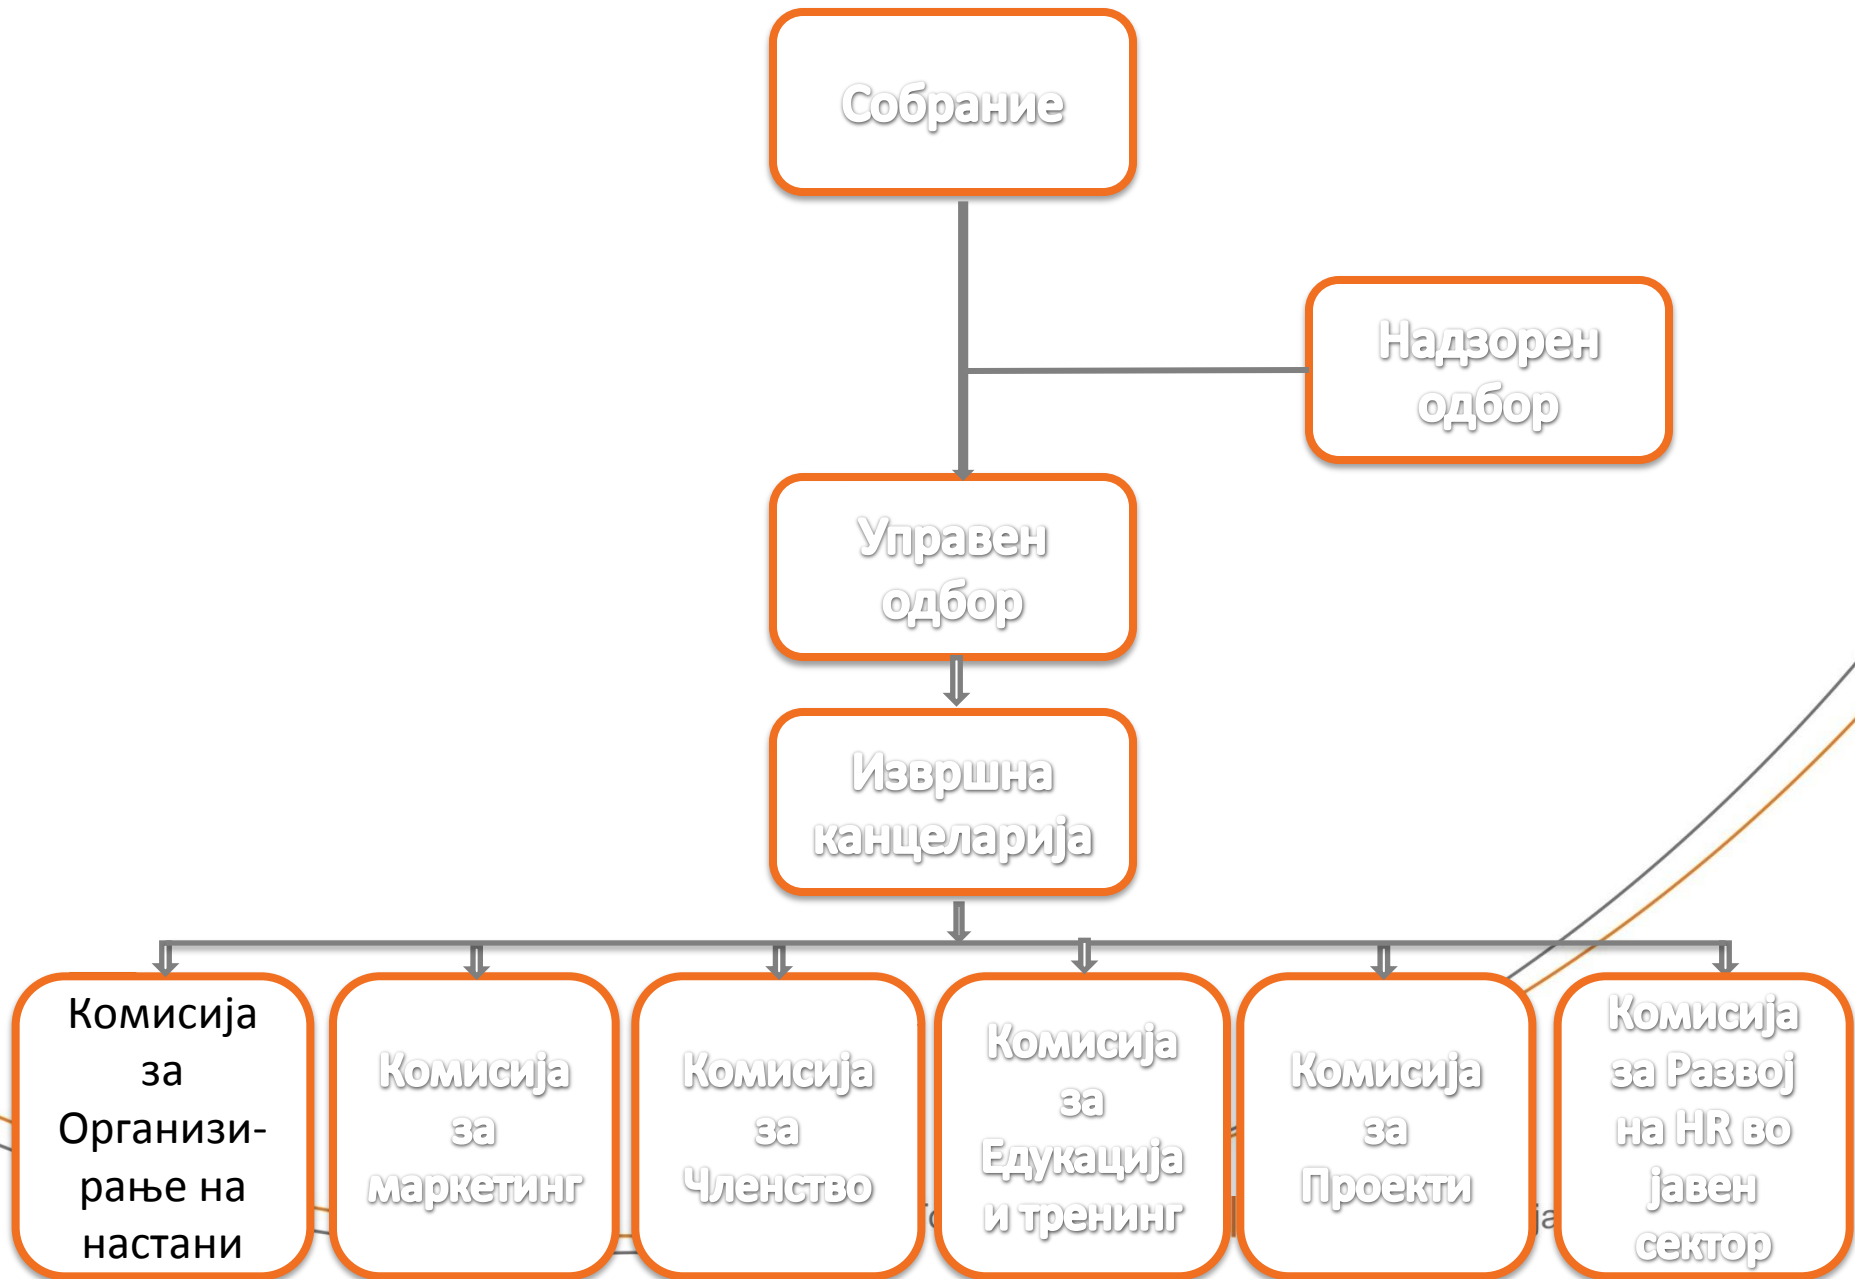 Собрание
Надзорен
одбор
Управен
одбор
Извршна
канцеларија
Комисија
за
Организи-
рање на
настани
Комисија
за
маркетинг
Комисија
за
Членство
Комисија
за
Едукација
и тренинг
Комисија
за
Проекти
Комисија
за Развој
на HR во
јавен
сектор